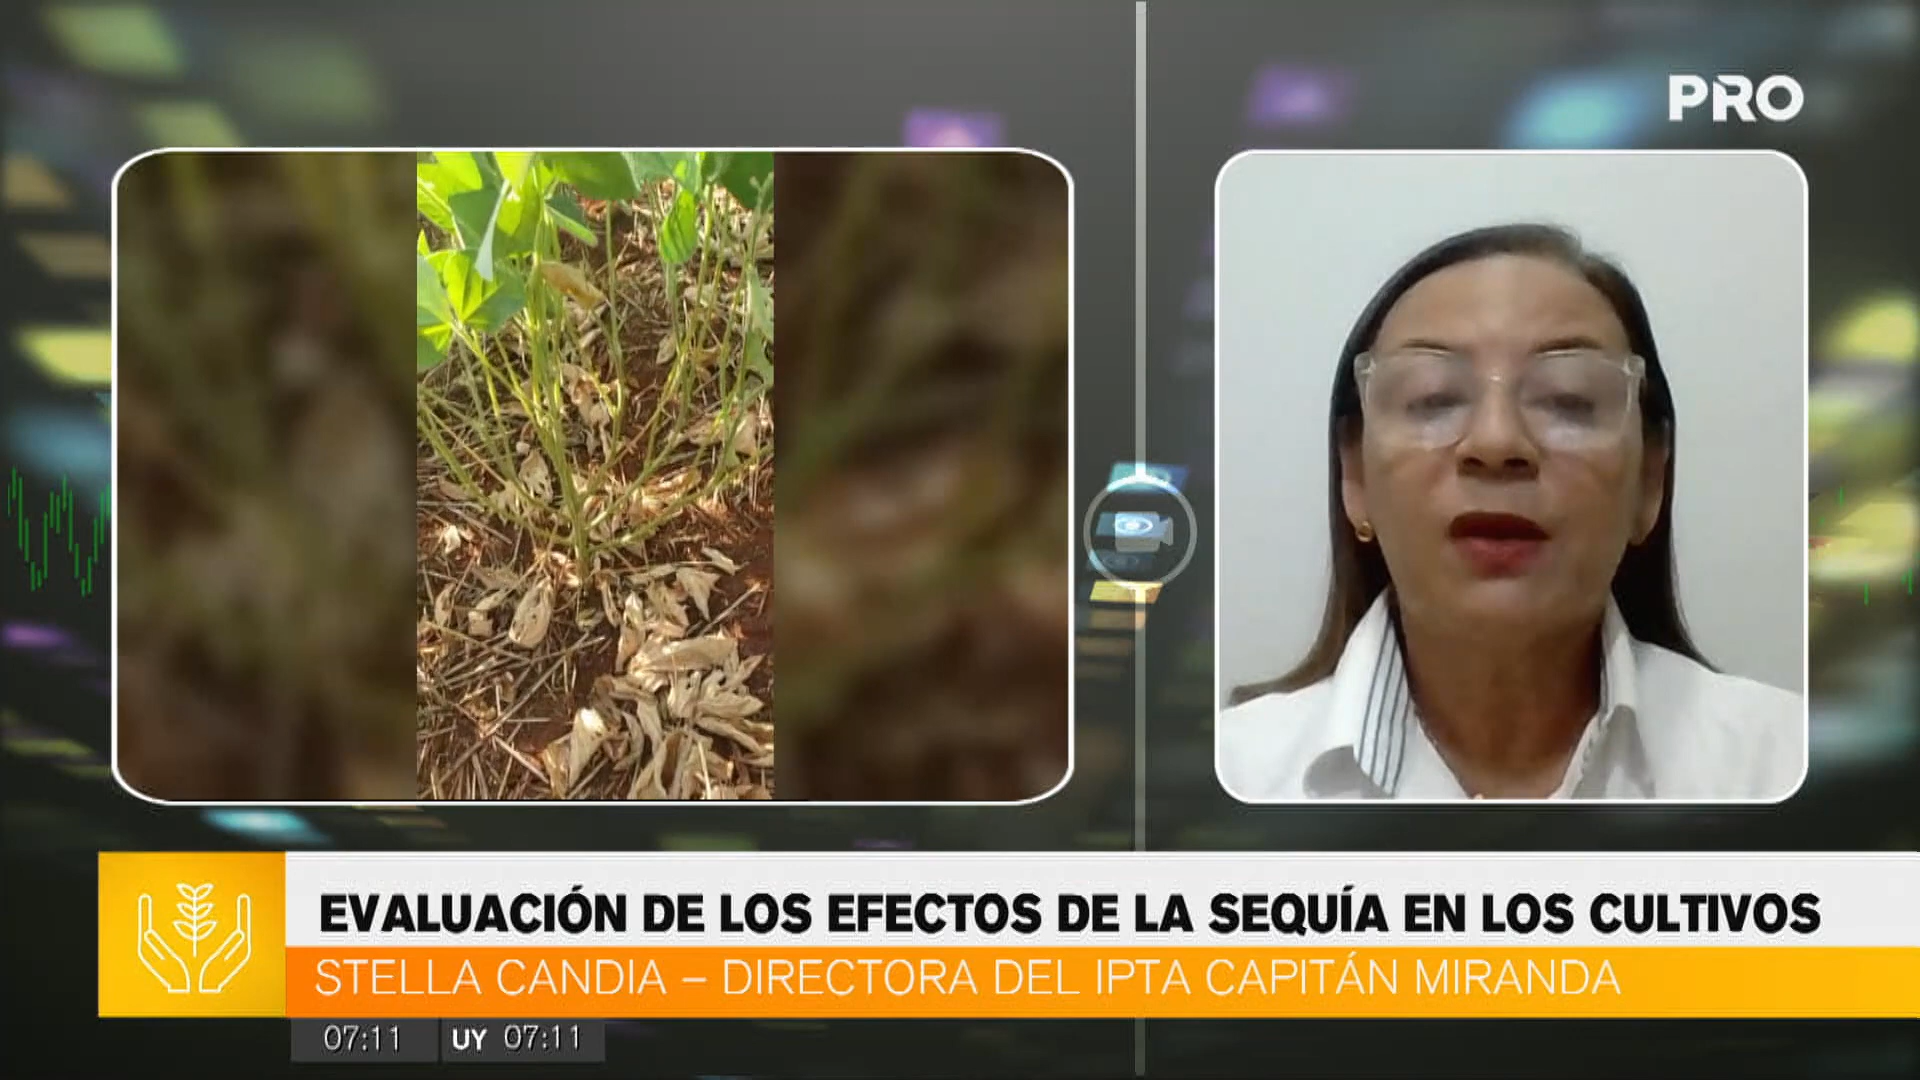 PRO
EVALUACIÓN DE LOS EFECTOS DE LA SEQUÍA EN LOS CULTIVOS
STELLA CANDIA – DIRECTORA DEL IPTA CAPITÁN MIRANDA
07:11 UY 07:11